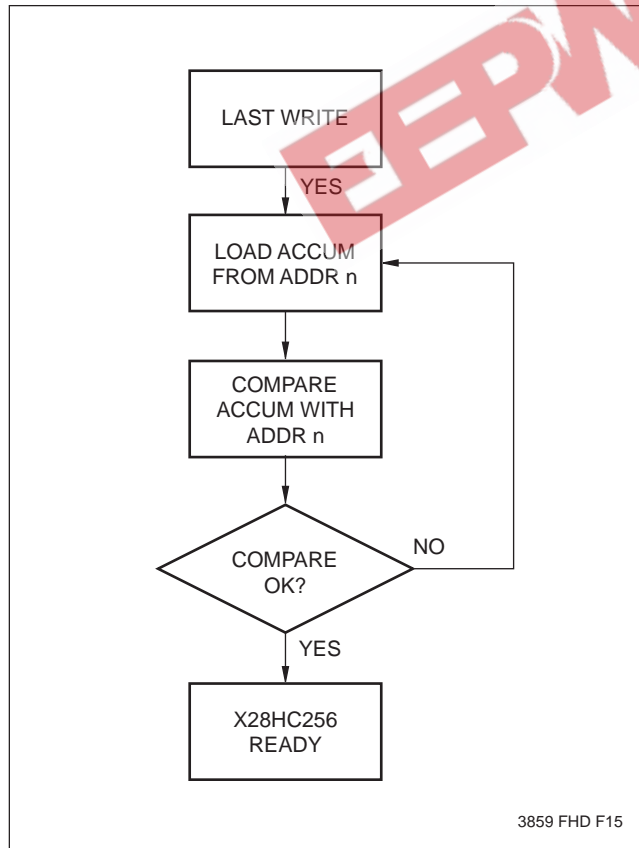 EEPW
LAST WRITE
YES
LOAD ACCUM
FROM ADDR n
COMPARE
ACCUM WITH
ADDR n
COMPARE
OK?
NO
YES
X28HC256
READY
3859 FHD F15